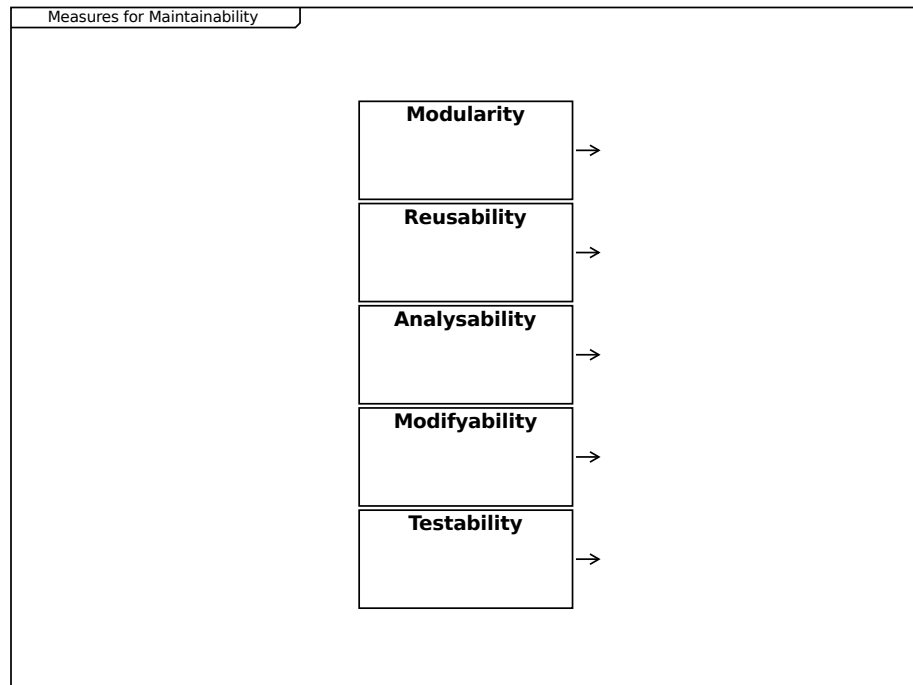 Measures for Maintainability
Modularity
Reusability
Analysability
Modifyability
Testability